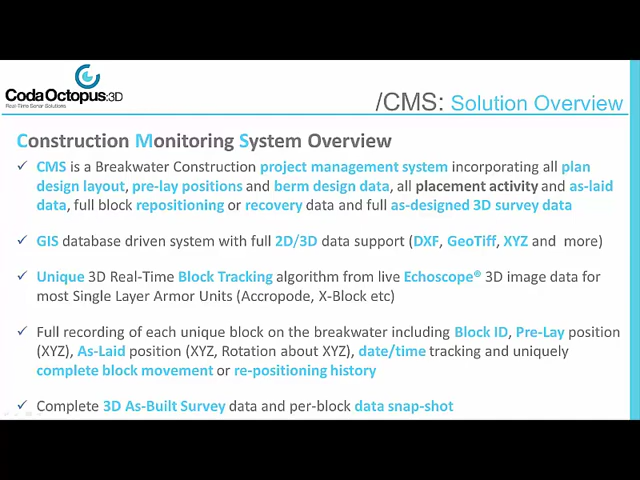 CodaOctopus:3D
Real-Time Sonar Solutions
/CMS: Solution Overview
Construction Monitoring System Overview
✓ CMS is a Breakwater Construction project management system incorporating all plan
design layout, pre-lay positions and berm design data, all placement activity and as-laid
data, full block repositioning or recovery data and full as-designed 3D survey data
✓ GIS database driven system with full 2D/3D data support (DXF, GeoTiff, XYZ and more)
✓ Unique 3D Real-Time Block Tracking algorithm from live Echoscope® 3D image data for
most Single Layer Armor Units (Accropode, X-Block etc)
✓ Full recording of each unique block on the breakwater including Block ID, Pre-Lay position
(XYZ), As-Laid position (XYZ, Rotation about XYZ), date/time tracking and uniquely
complete block movement or re-positioning history
✓ Complete 3D As-Built Survey data and per-block data snap-shot